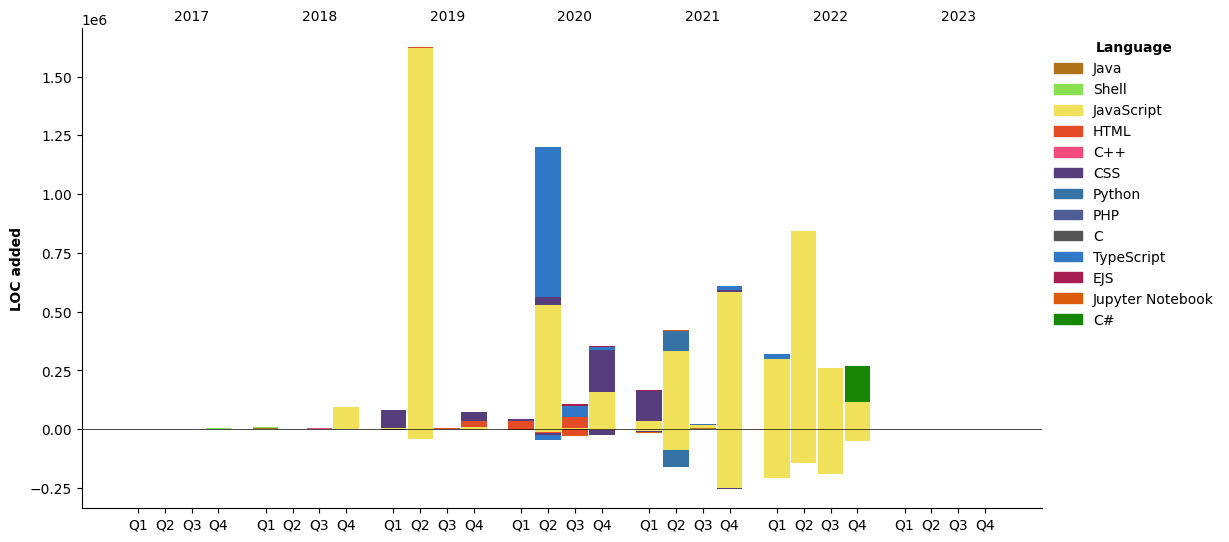 2017 2018 2019 2020 2021 2022 2023
1e6
Language
Java
Shell
JavaScript
HTML
C++
CSS
Python
PHP
C
TypeScript
EJS
Jupyter Notebook
C#
LOC added
1.50
1.25
1.00
0.75
0.50
0.25
0.00
−0.25
Q1 Q2 Q3 Q4 Q1 Q2 Q3 Q4 Q1 Q2 Q3 Q4 Q1 Q2 Q3 Q4 Q1 Q2 Q3 Q4 Q1 Q2 Q3 Q4 Q1 Q2 Q3 Q4